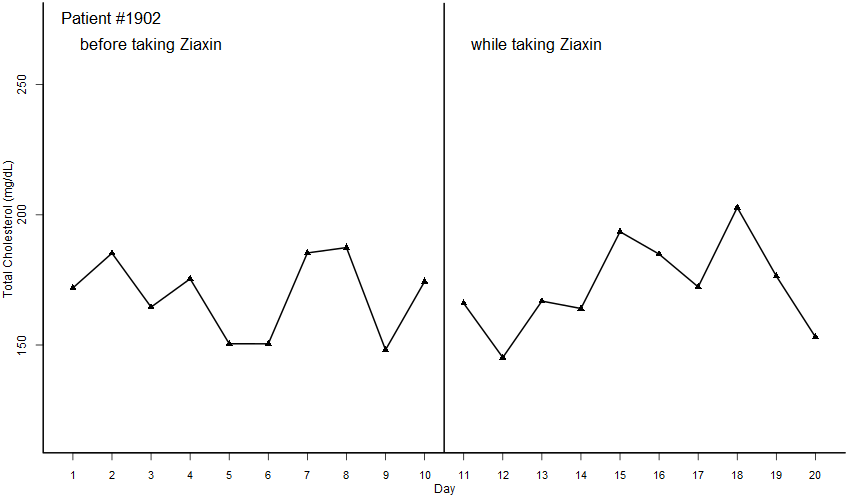 Patient #1902
before taking Ziaxin
while taking Ziaxin
Total Cholesterol (mg/dL)
250
200
150
1 2 3 4 5 6 7 8 9 10 11 12 13 14 15 16 17 18 19 20
Day